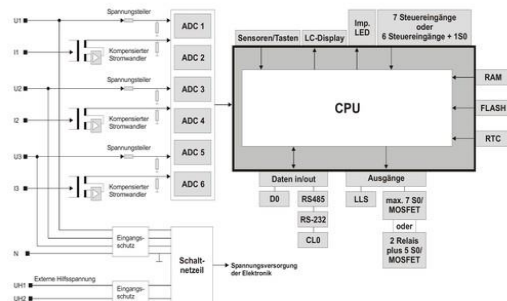 U1
Spannungsteiler
ADC 1
I1
Kompensierter
Stromwandler
ADC 2
U2
Spannungsteiler
ADC 3
I2
Kompensierter
Stromwandler
ADC 4
U3
Spannungsteiler
ADC 5
I3
Kompensierter
Stromwandler
ADC 6
Sensoren/Tasten
LC-Display
Imp.
LED
7 Steuereingänge
oder
6 Steuereingänge + 1S0
CPU
RAM
FLASH
RTC
Daten in/out
D0
RS485
RS-232
CL0
Ausgänge
LLS
max. 7 S0/
MOSFET
oder
2 Relais
plus 5 S0/
MOSFET
N
Eingangs-
schutz
Schalt-
netzeil
Spannungsversorgung
der Elektronik
UH1
Externe Hilfsspannung
UH2
Eingangs-
schutz